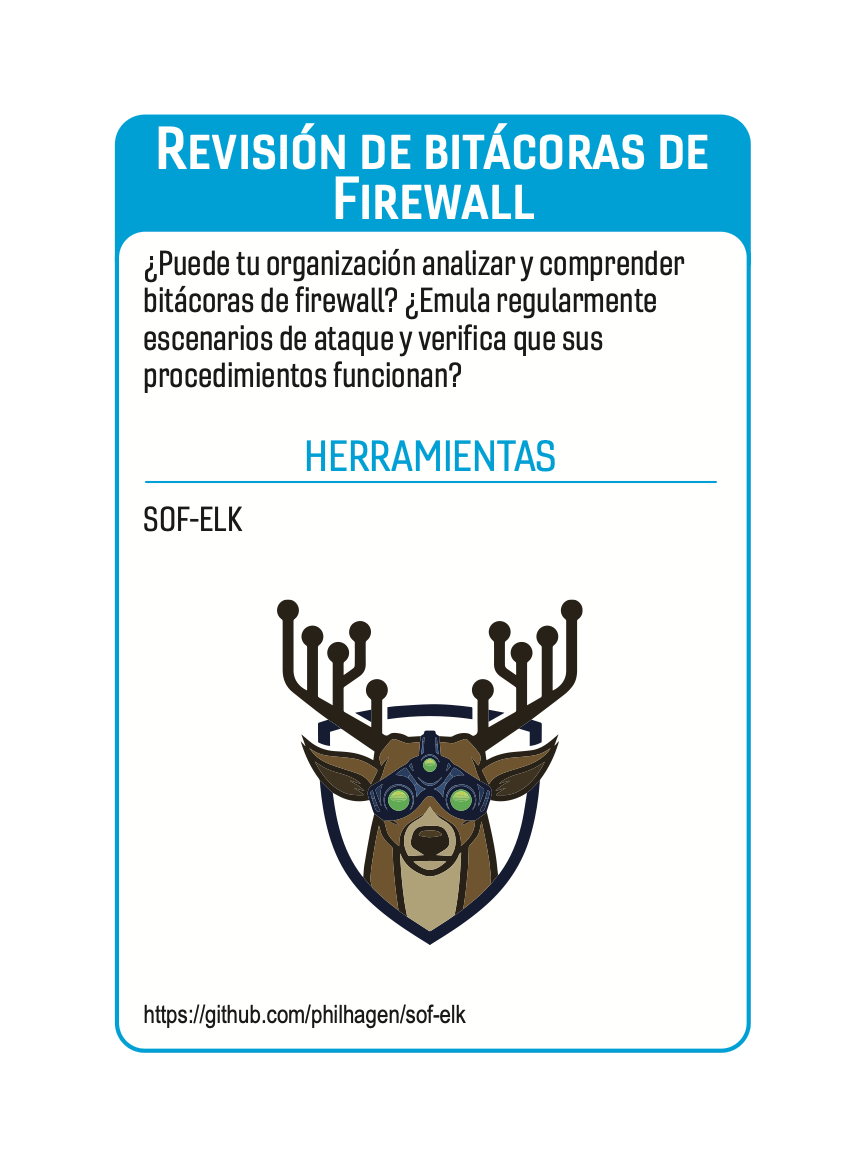 Revisión de bitácoras de
Firewall
¿Puede tu organización analizar y comprender
bitácoras de firewall? ¿Emula regularmente
escenarios de ataque y verifica que sus
procedimientos funcionan?
HERRAMIENTAS
SOF-ELK
https://github.com/philhagen/sof-elk